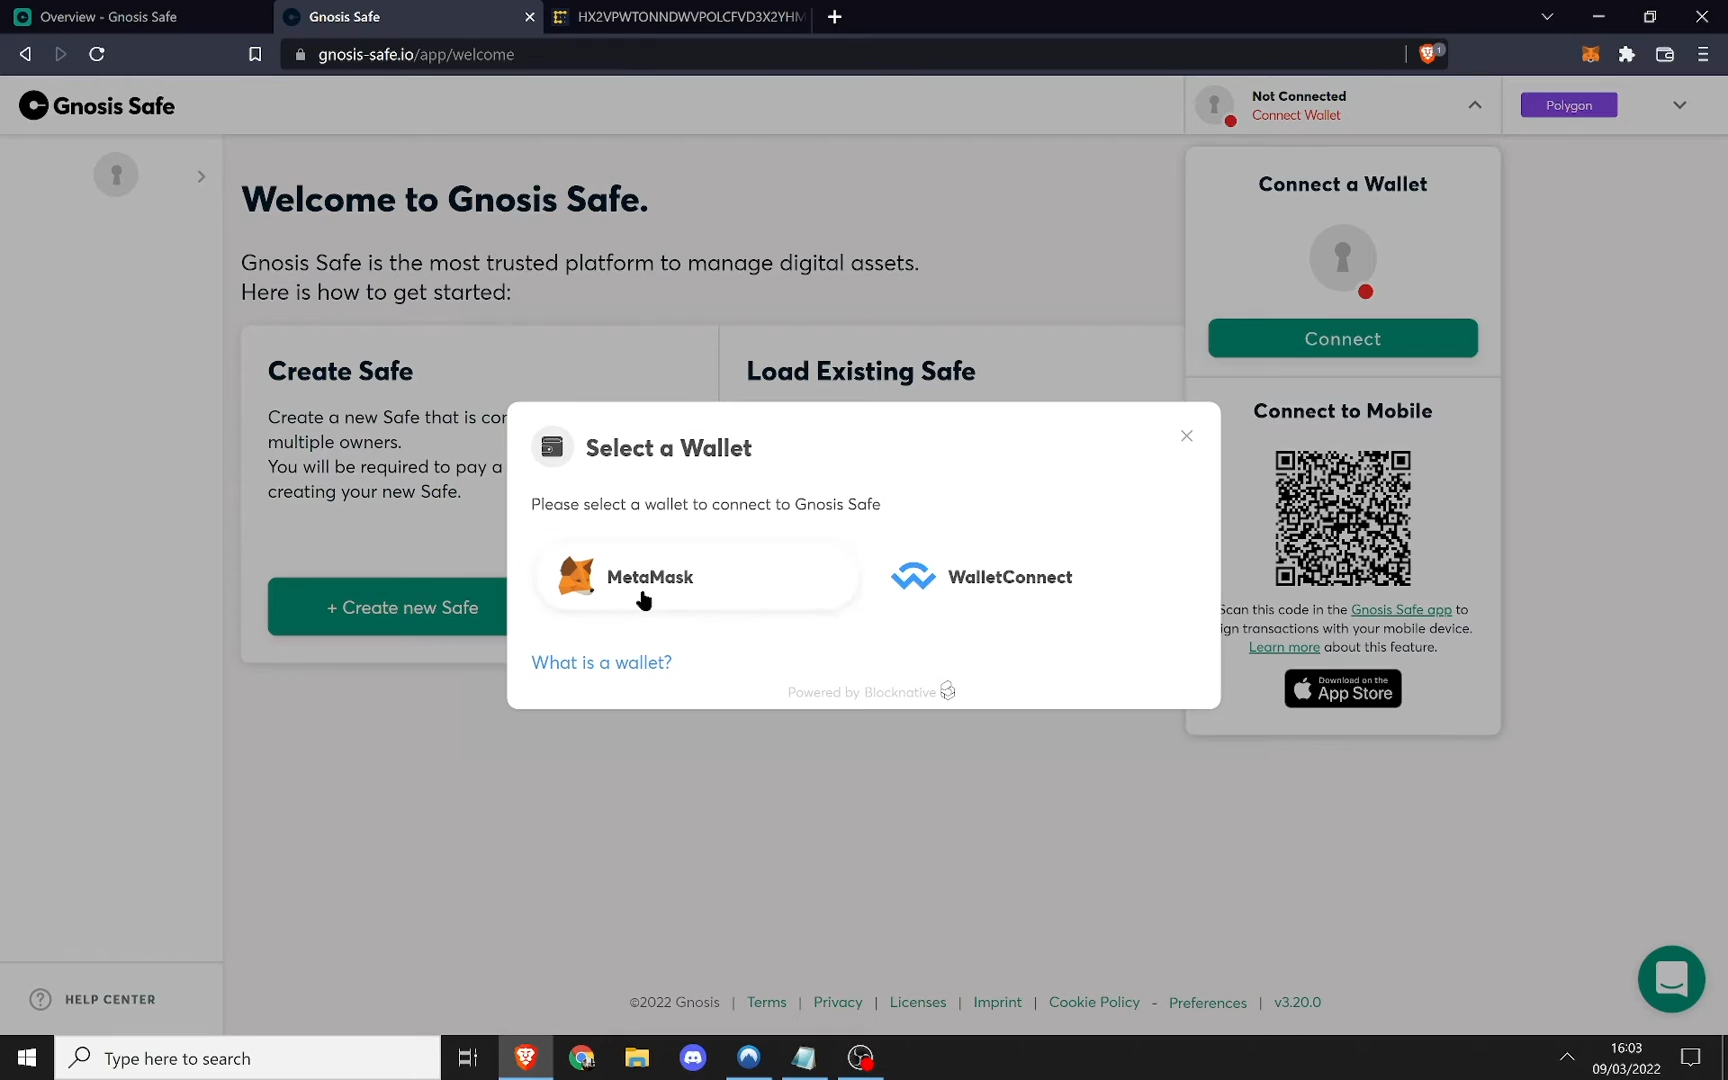 Overview - Gnosis Safe
Gnosis Safe
HX2VPWTONNDWVPOLCFVD3X2YHM
gnosis-safe.io/app/welcome
1
Gnosis Safe
Not Connected
Connect Wallet
Polygon
Welcome to Gnosis Safe.
Gnosis Safe is the most trusted platform to manage digital assets.
Here is how to get started:
Create Safe
Create a new Safe that is cor
multiple owners.
You will be required to pay a
creating your new Safe.
+ Create new Safe
Load Existing Safe
Connect a Wallet
Connect
Connect to Mobile
Scan this code in the Gnosis Safe app to
ign transactions with your mobile device.
Learn more about this feature.
Download on the
App Store
Select a Wallet
Please select a wallet to connect to Gnosis Safe
MetaMask
WalletConnect
What is a wallet?
Powered by Blocknative
? HELP CENTER
©2022 Gnosis | Terms | Privacy | Licenses | Imprint | Cookie Policy - Preferences | v3.20.0
Type here to search
16:03
09/03/2022